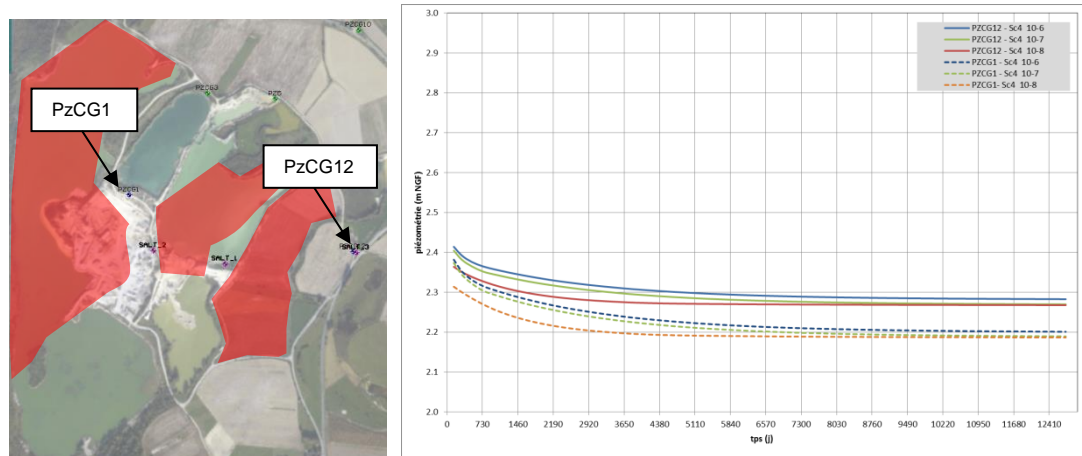 PZCG10
PZCG3
PZ5
PzCG1
PzCG12
PZCG1
SALT_2
SALT_1
SALT_3
3.0
2.9
2.8
2.7
2.6
2.5
2.4
2.3
2.2
2.1
2.0
piézométrie (m NGF)
PZCG12 - Sc4 10-6
PZCG12 - Sc4 10-7
PZCG12 - Sc4 10-8
PZCG1 - Sc4 10-6
PZCG1 - Sc4 10-7
PZCG1- Sc4 10-8
0 730 1460 2190 2920 3650 4380 5110 5840 6570 7300 8030 8760 9490 10220 10950 11680 12410
tps (j)